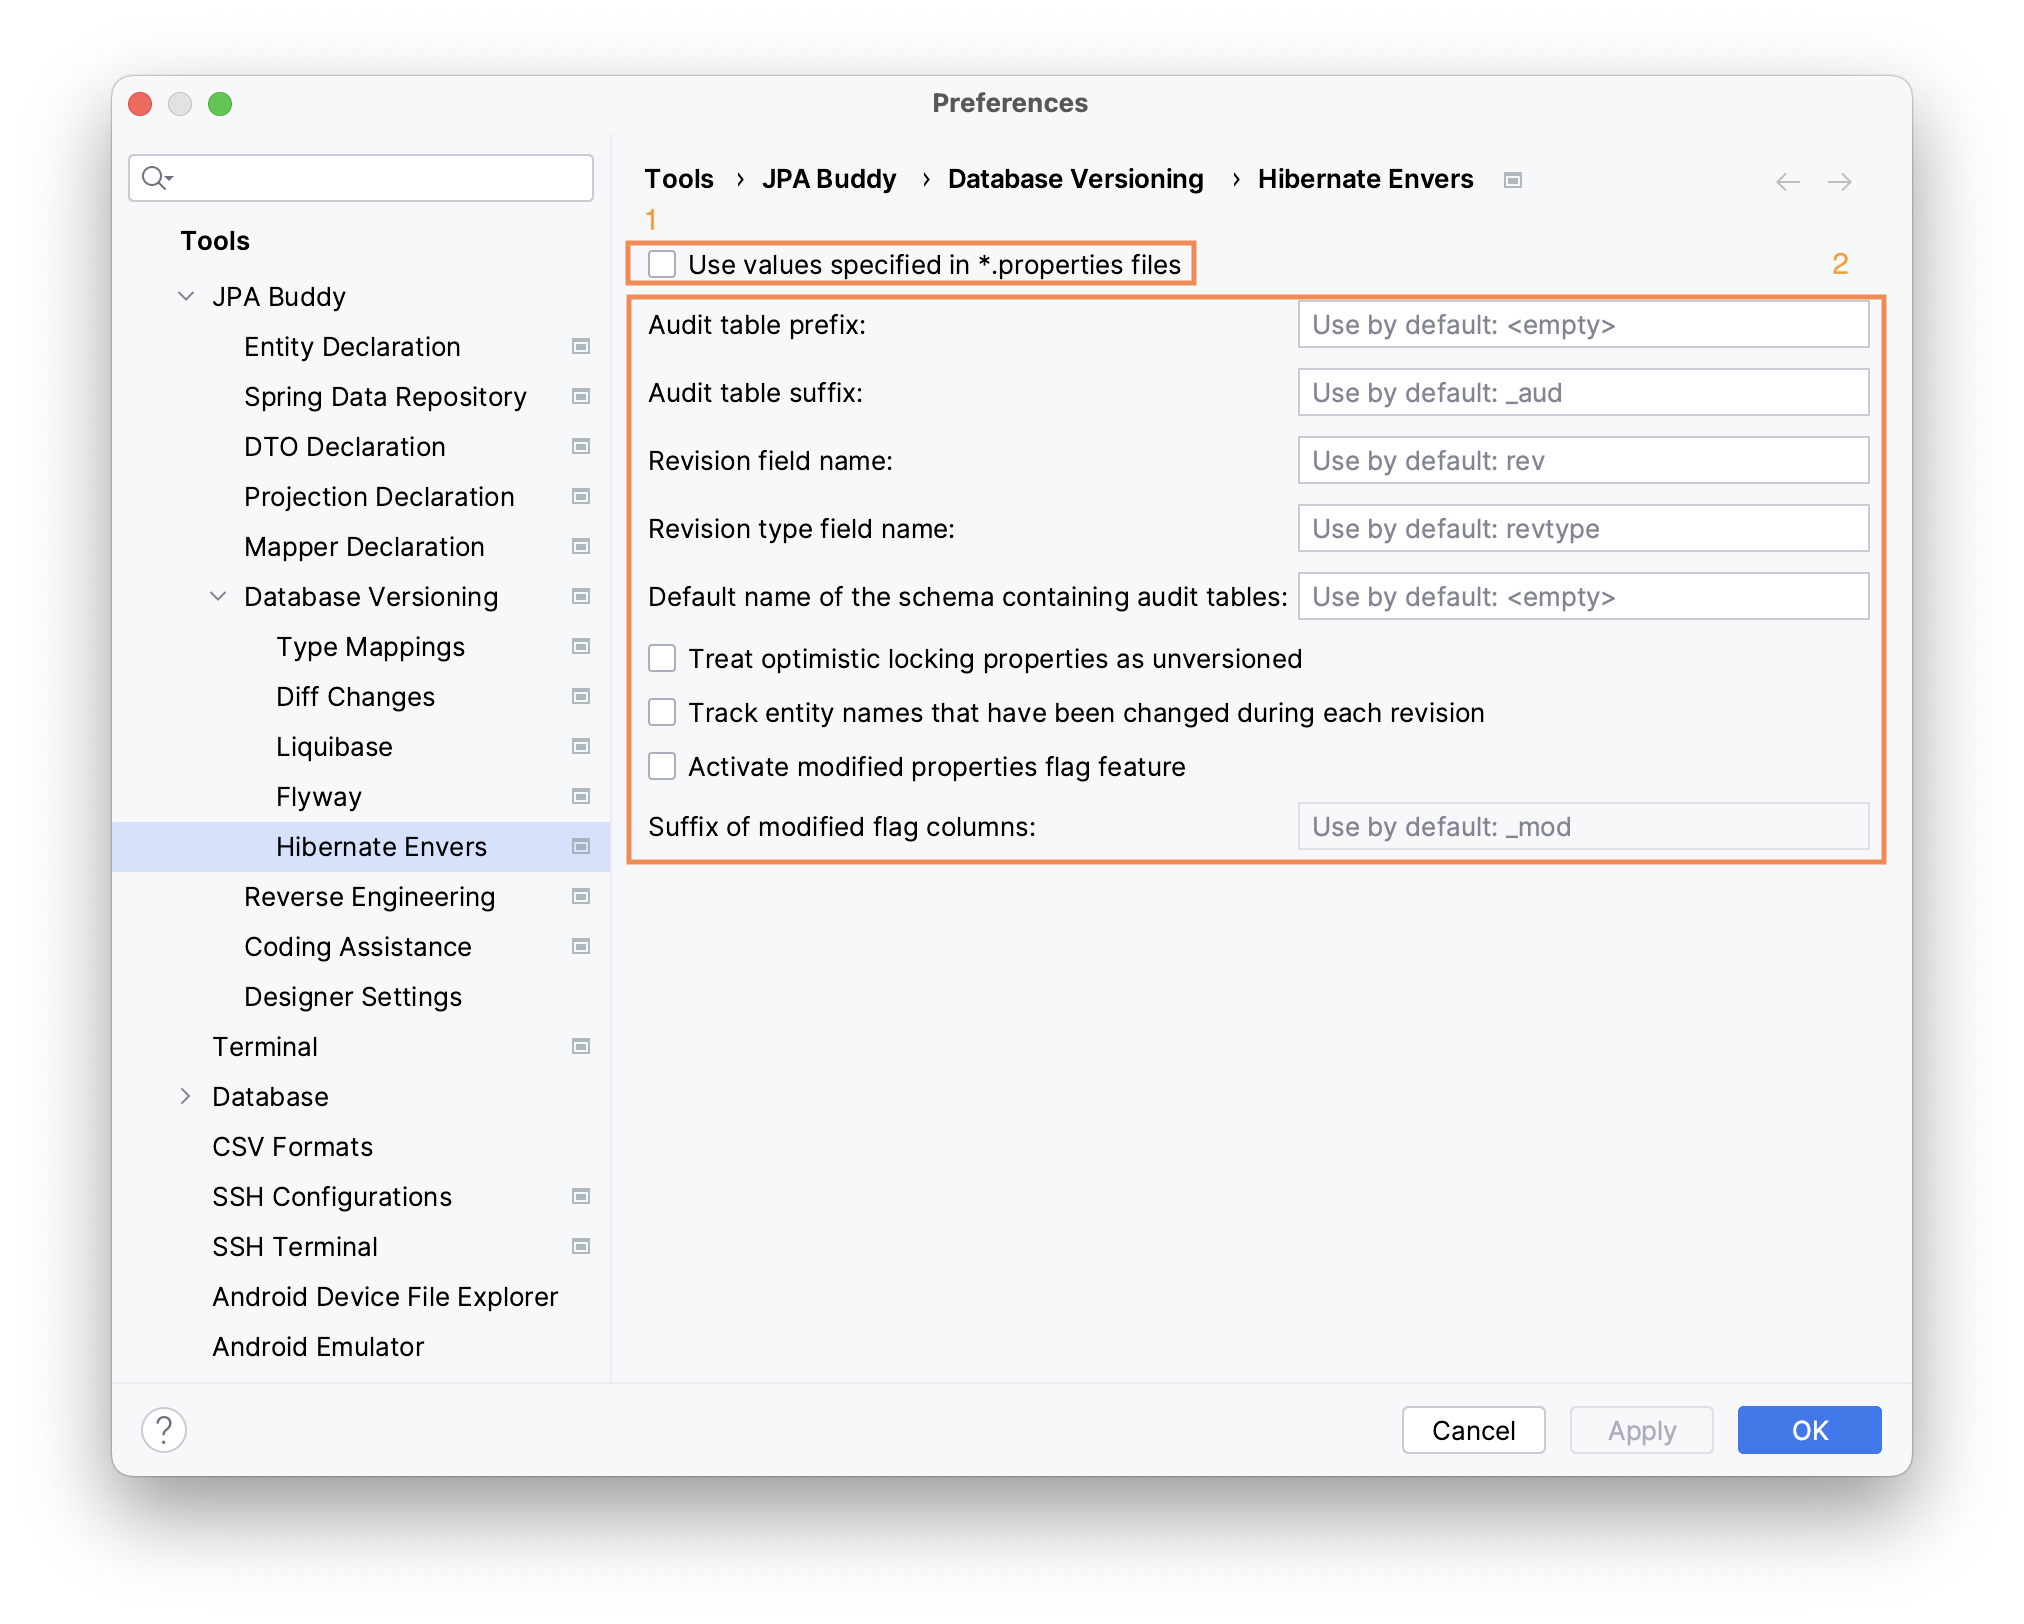 Preferences
Tools
JPA Buddy
Entity Declaration
Spring Data Repository
DTO Declaration
Projection Declaration
Mapper Declaration
Database Versioning
Type Mappings
Diff Changes
Liquibase
Flyway
Hibernate Envers
Reverse Engineering
Coding Assistance
Designer Settings
Terminal
Database
CSV Formats
SSH Configurations
SSH Terminal
Android Device File Explorer
Android Emulator
Tools › JPA Buddy › Database Versioning › Hibernate Envers
1
Use values specified in *.properties files
2
Audit table prefix: Use by default: <empty>
Audit table suffix: Use by default: _aud
Revision field name: Use by default: rev
Revision type field name: Use by default: revtype
Default name of the schema containing audit tables: Use by default: <empty>
Treat optimistic locking properties as unversioned
Track entity names that have been changed during each revision
Activate modified properties flag feature
Suffix of modified flag columns: Use by default: _mod
? Cancel Apply OK